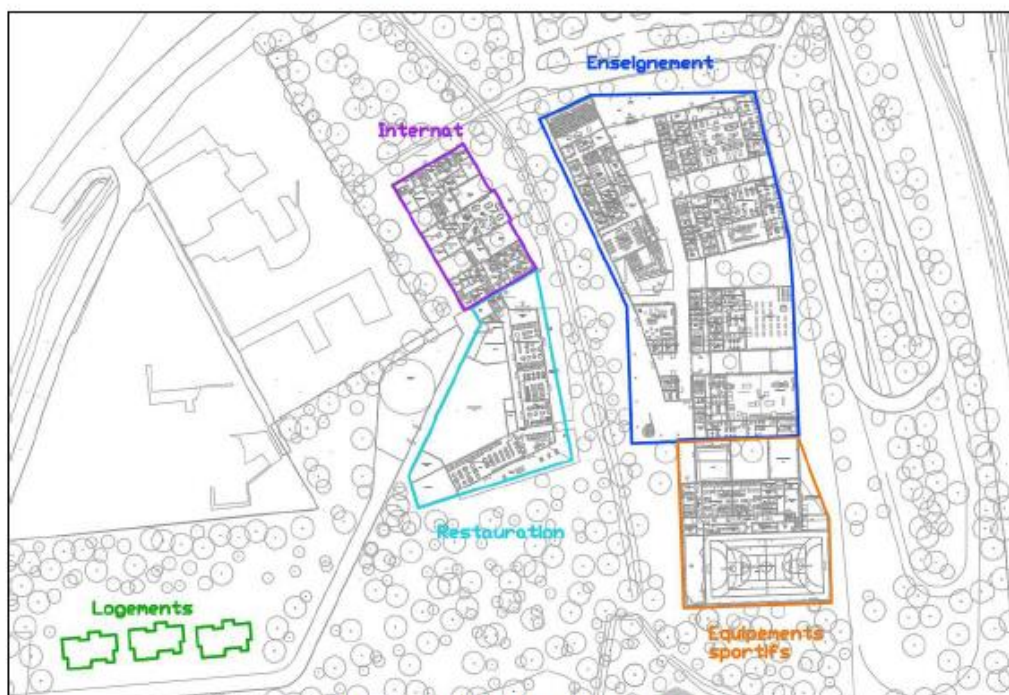 Enseignement
Internat
Restauration
Logements
Equipements
sportifs